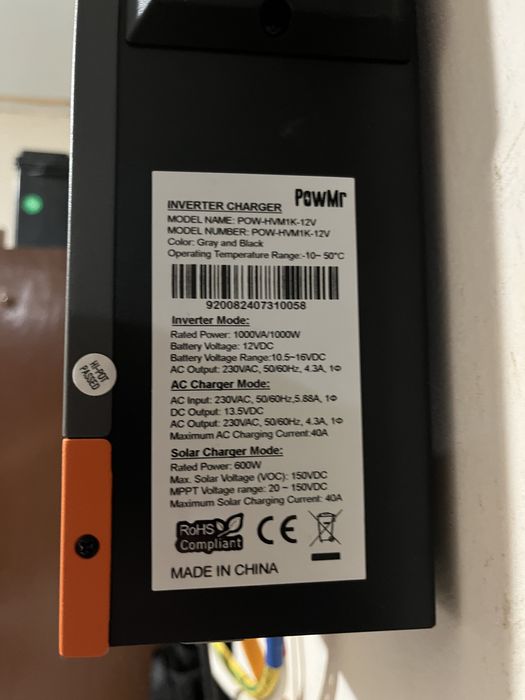 PowMr
INVERTER CHARGER
MODEL NAME: POW-HVM1K-12V
MODEL NUMBER: POW-HVM1K-12V
Color: Gray and Black
Operating Temperature Range:-10~ 50°C
920082407310058
Inverter Mode:
Rated Power: 1000VA/1000W
Battery Voltage: 12VDC
Battery Voltage Range:10.5~16VDC
AC Output: 230VAC, 50/60Hz, 4.3A, 1Φ
AC Charger Mode:
AC Input: 230VAC, 50/60Hz,5.88A, 1Φ
DC Output: 13.5VDC
AC Output: 230VAC, 50/60Hz, 4.3A, 1Φ
Maximum AC Charging Current:40A
Solar Charger Mode:
Rated Power: 600W
Max. Solar Voltage (VOC): 150VDC
MPPT Voltage range: 20 ~ 150VDC
Maximum Solar Charging Current: 40A
RoHS
Compliant
CE
MADE IN CHINA
HI-POT
PASSED